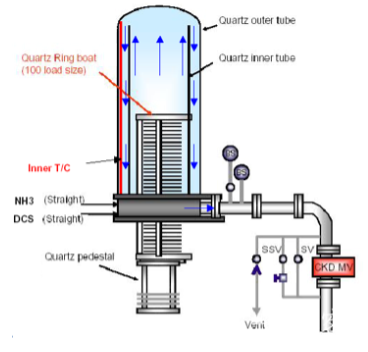 Quartz outer tube
Quartz Ring boat
(100 load size)
Quartz inner tube
Inner T/C
NH3 (Straight)
DCS (Straight)
Quartz pedestal
SSV
SV
CKD MV
Vent